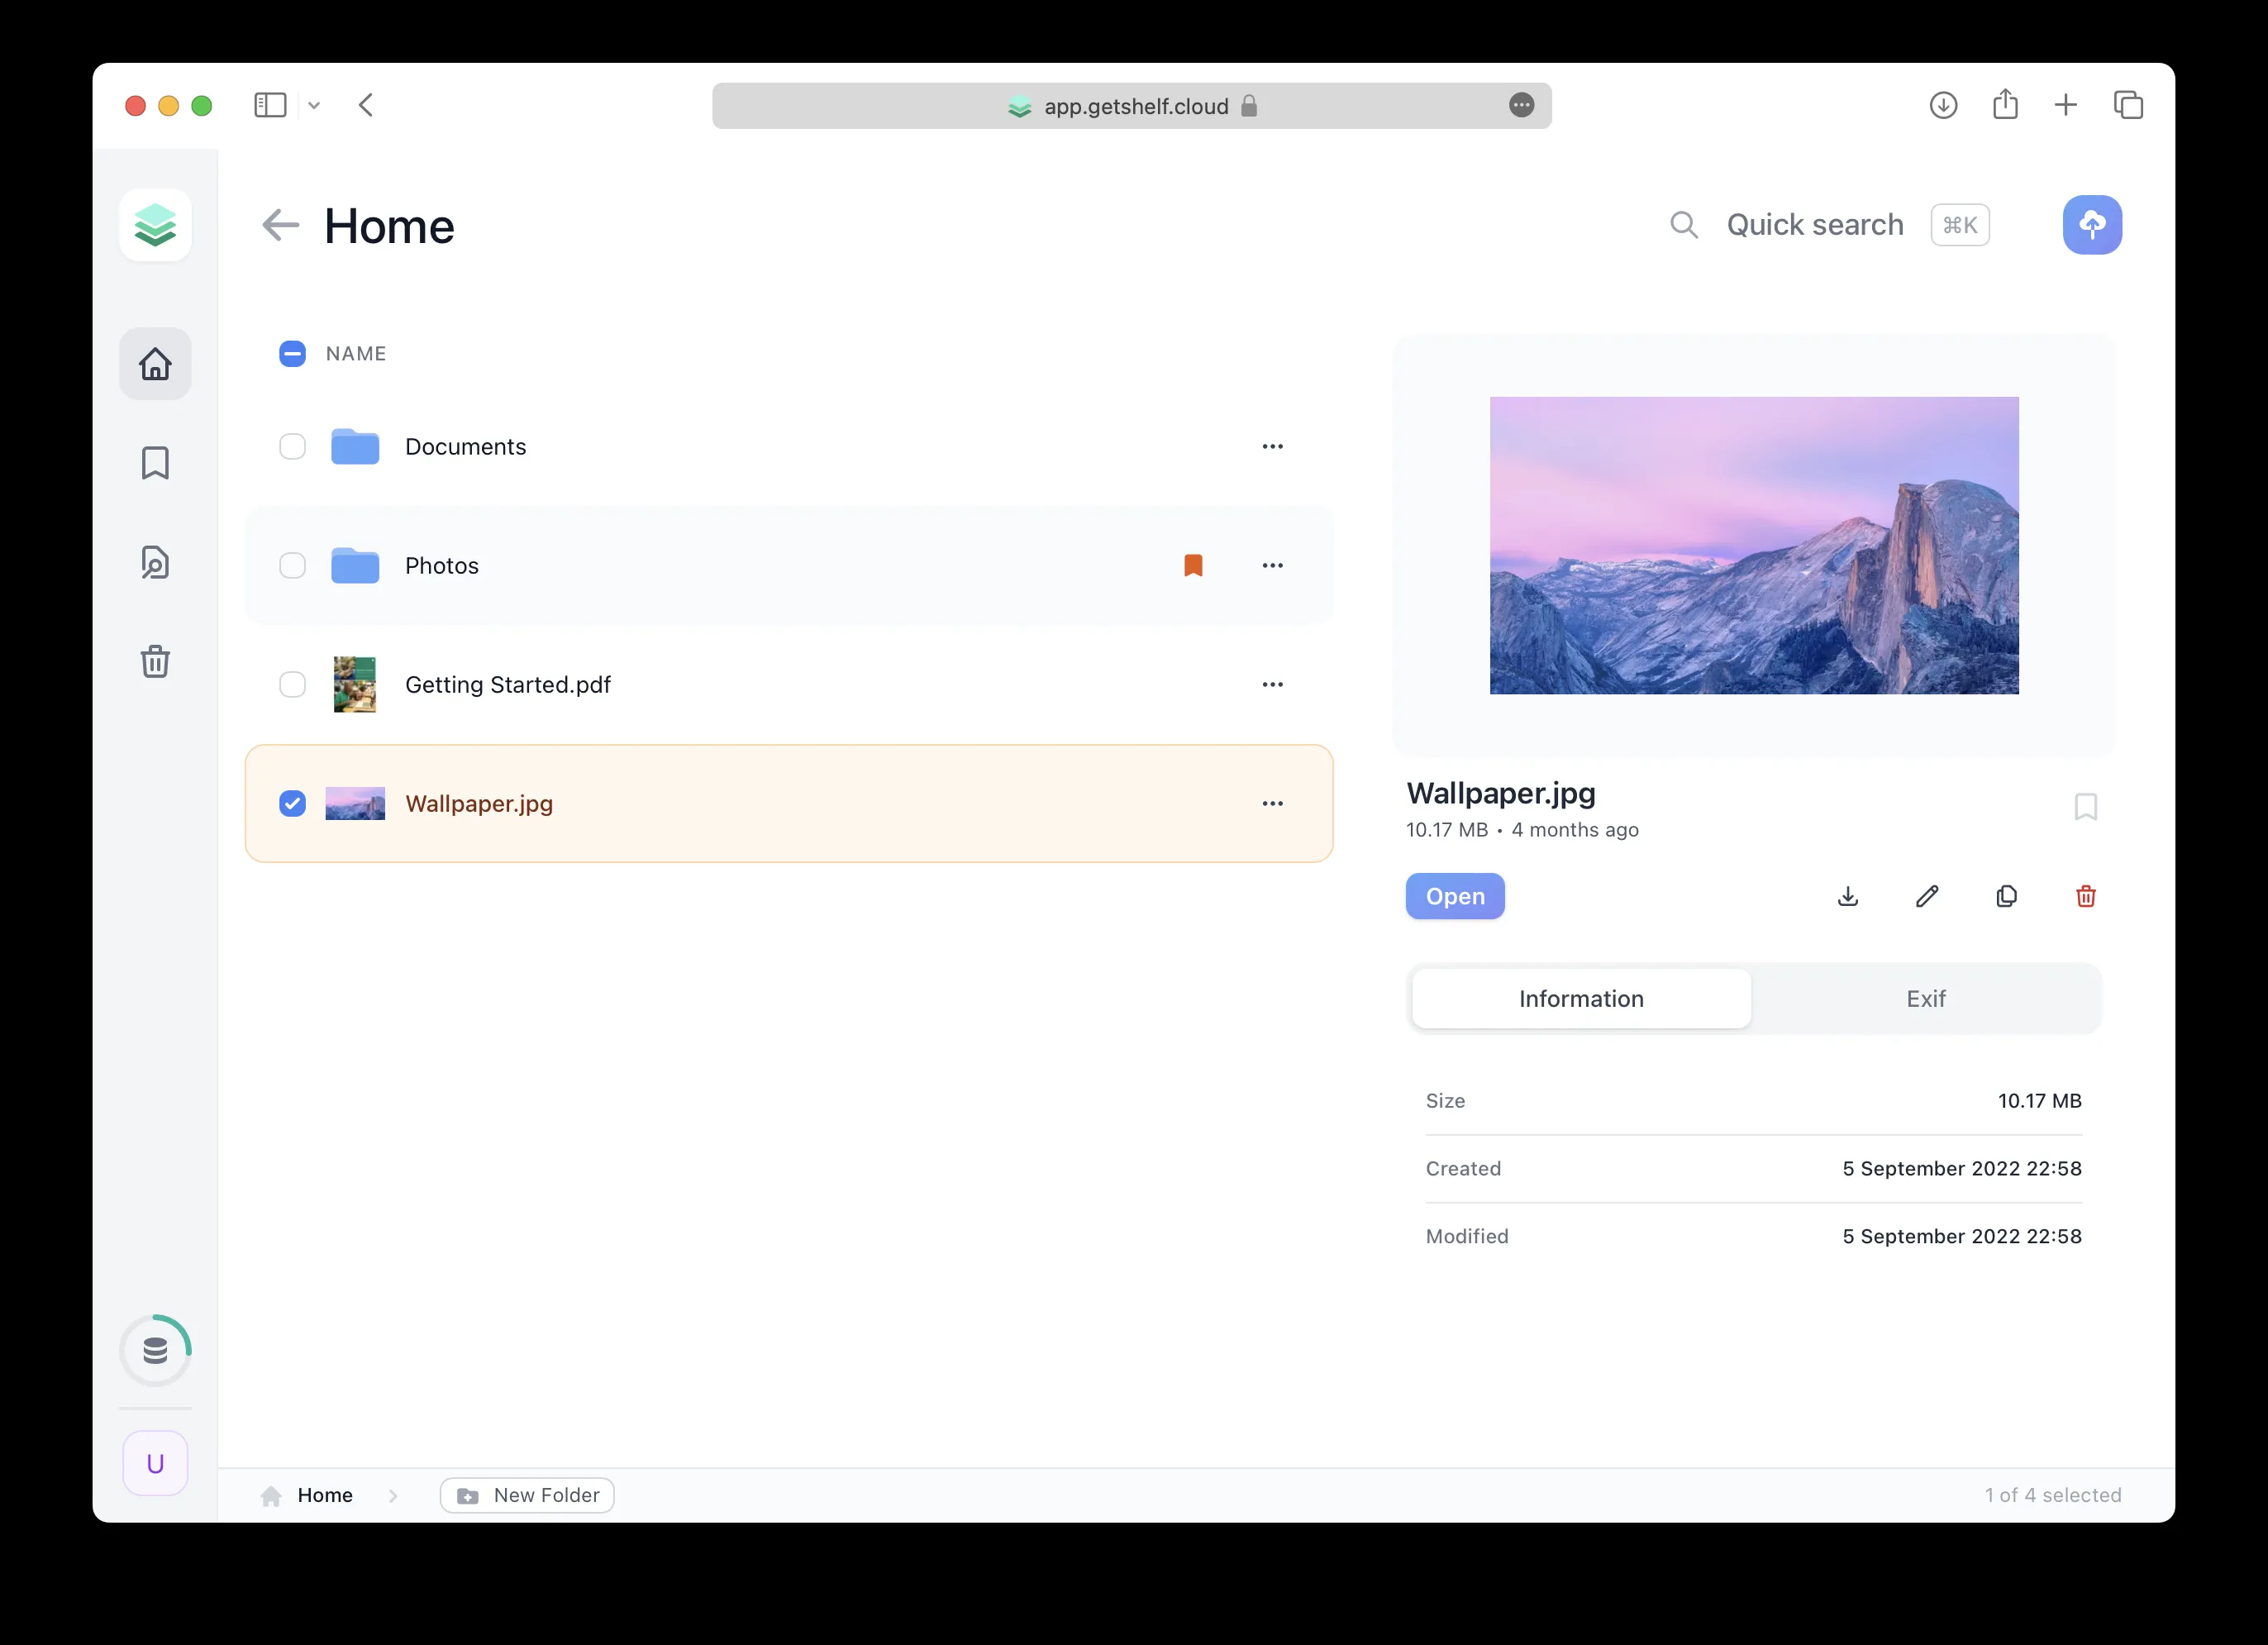 app.getshelf.cloud
Home
Quick search ⌘K
NAME
Documents
Photos
Getting Started.pdf
Wallpaper.jpg
Wallpaper.jpg
10.17 MB • 4 months ago
Open
Information Exif
Size 10.17 MB
Created 5 September 2022 22:58
Modified 5 September 2022 22:58
U
Home New Folder 1 of 4 selected